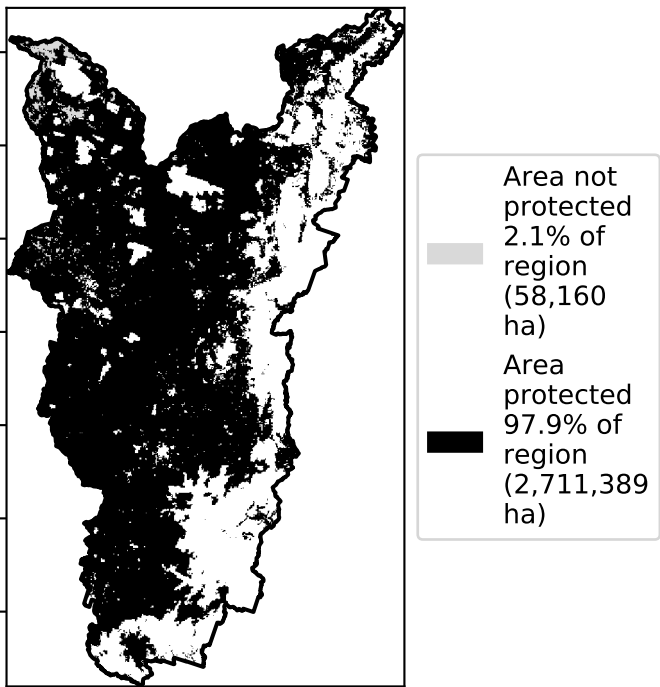 Area not
protected
2.1% of
region
(58,160
ha)
Area
protected
97.9% of
region
(2,711,389
ha)